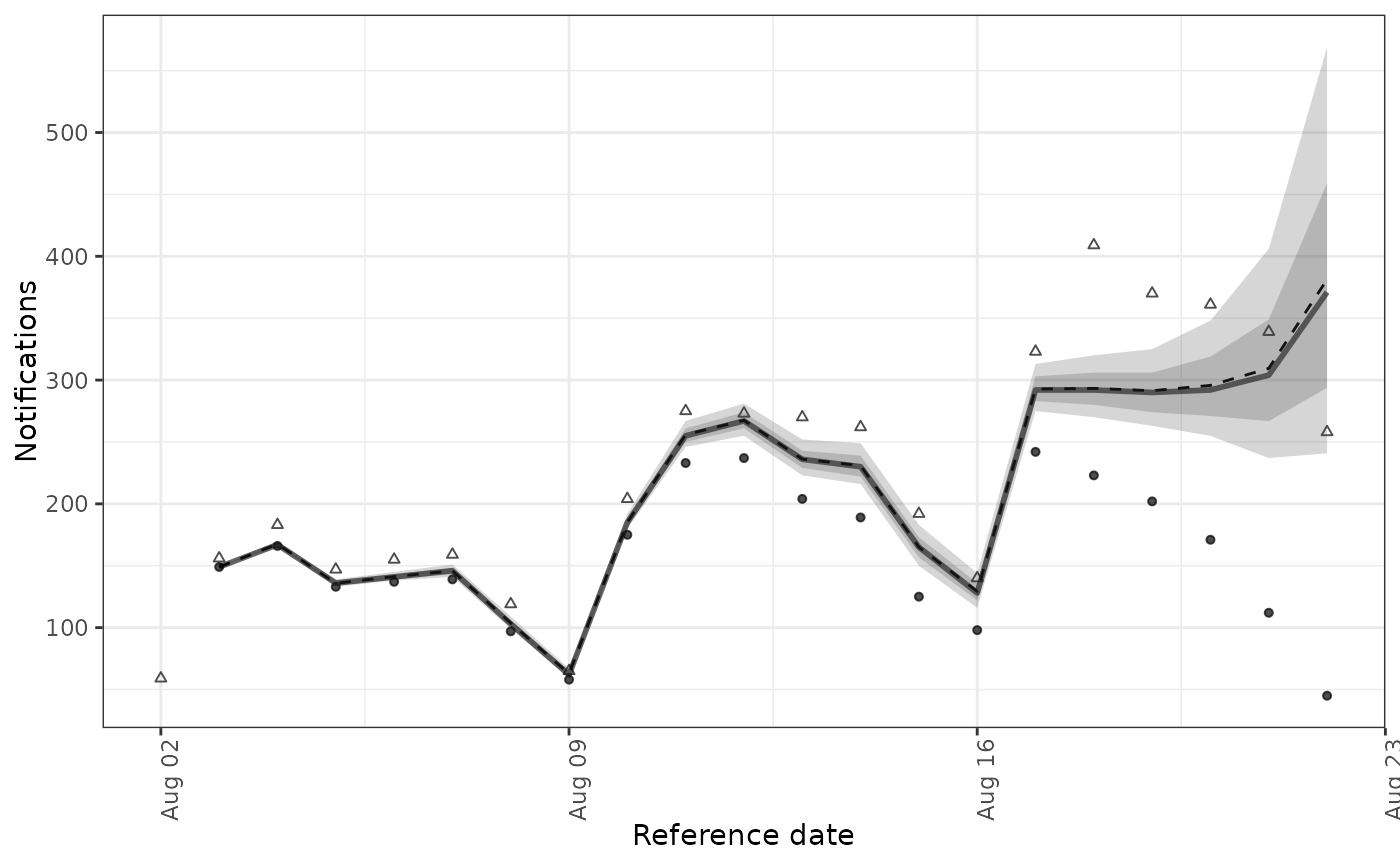 Notifications
500
400
300
200
100
Aug 02
Aug 09
Aug 16
Aug 23
Reference date